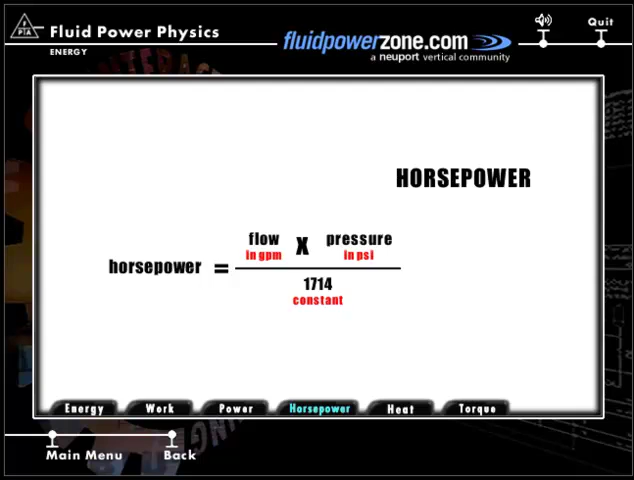 F
PTA
Fluid Power Physics
ENERGY
fluidpowerzone.com
a neuport vertical community
Quit
HORSEPOWER
flow X pressure
in gpm in psi
horsepower =
1714
constant
Energy Work Power Horsepower Heat Torque
Main Menu Back